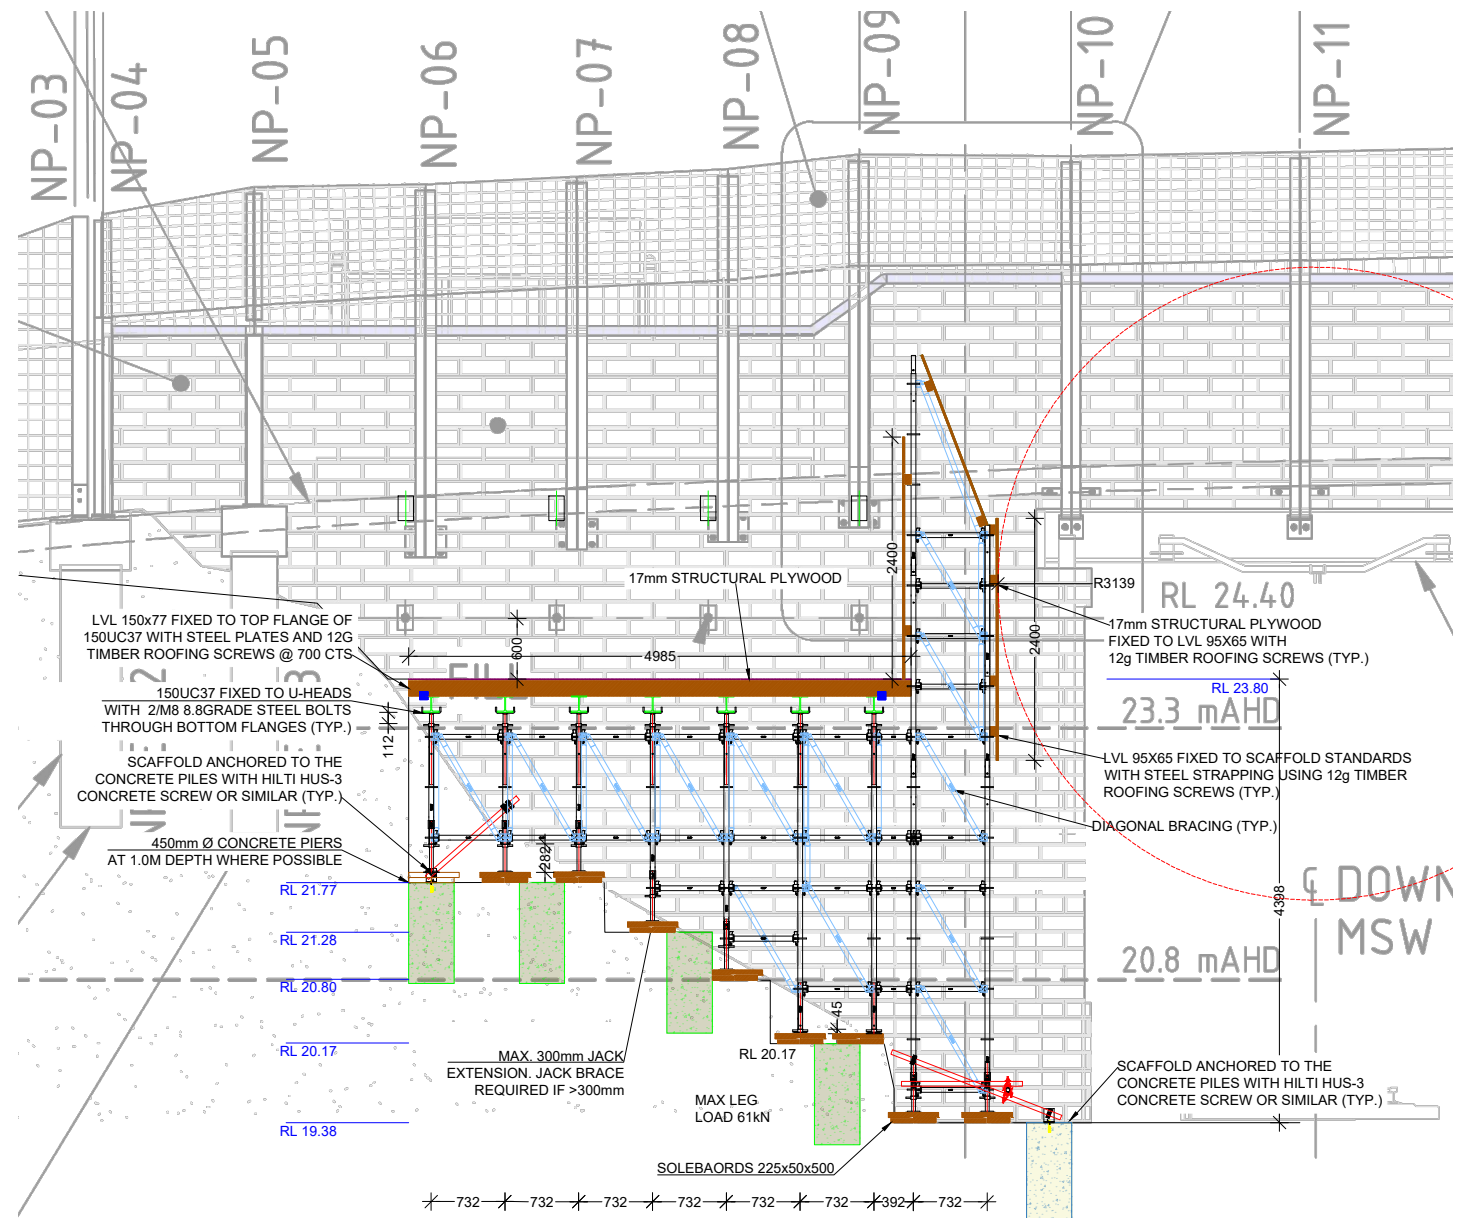 NP-03
NP-04
NP-05
NP-06
NP-07
NP-08
NP-09
NP-10
NP-11
17mm STRUCTURAL PLYWOOD
2400
2400
R3139
RL 24.40
LVL 150x77 FIXED TO TOP FLANGE OF
150UC37 WITH STEEL PLATES AND 12G
TIMBER ROOFING SCREWS @ 700 CTS
600
4985
17mm STRUCTURAL PLYWOOD
FIXED TO LVL 95X65 WITH
12g TIMBER ROOFING SCREWS (TYP.)
RL 23.80
23.3 mAHD
150UC37 FIXED TO U-HEADS
WITH 2/M8 8.8GRADE STEEL BOLTS
THROUGH BOTTOM FLANGES (TYP.)
112
LVL 95X65 FIXED TO SCAFFOLD STANDARDS
WITH STEEL STRAPPING USING 12g TIMBER
ROOFING SCREWS (TYP.)
SCAFFOLD ANCHORED TO THE
CONCRETE PILES WITH HILTI HUS-3
CONCRETE SCREW OR SIMILAR (TYP.)
DIAGONAL BRACING (TYP.)
450mm Ø CONCRETE PIERS
AT 1.0M DEPTH WHERE POSSIBLE
282
RL 21.77
4398
℄ DOWN
MSW
RL 21.28
20.8 mAHD
RL 20.80
45
RL 20.17
RL 20.17
MAX. 300mm JACK
EXTENSION. JACK BRACE
REQUIRED IF >300mm
MAX LEG
LOAD 61kN
SCAFFOLD ANCHORED TO THE
CONCRETE PILES WITH HILTI HUS-3
CONCRETE SCREW OR SIMILAR (TYP.)
RL 19.38
SOLEBAORDS 225x50x500
732 732 732 732 732 732 392 732